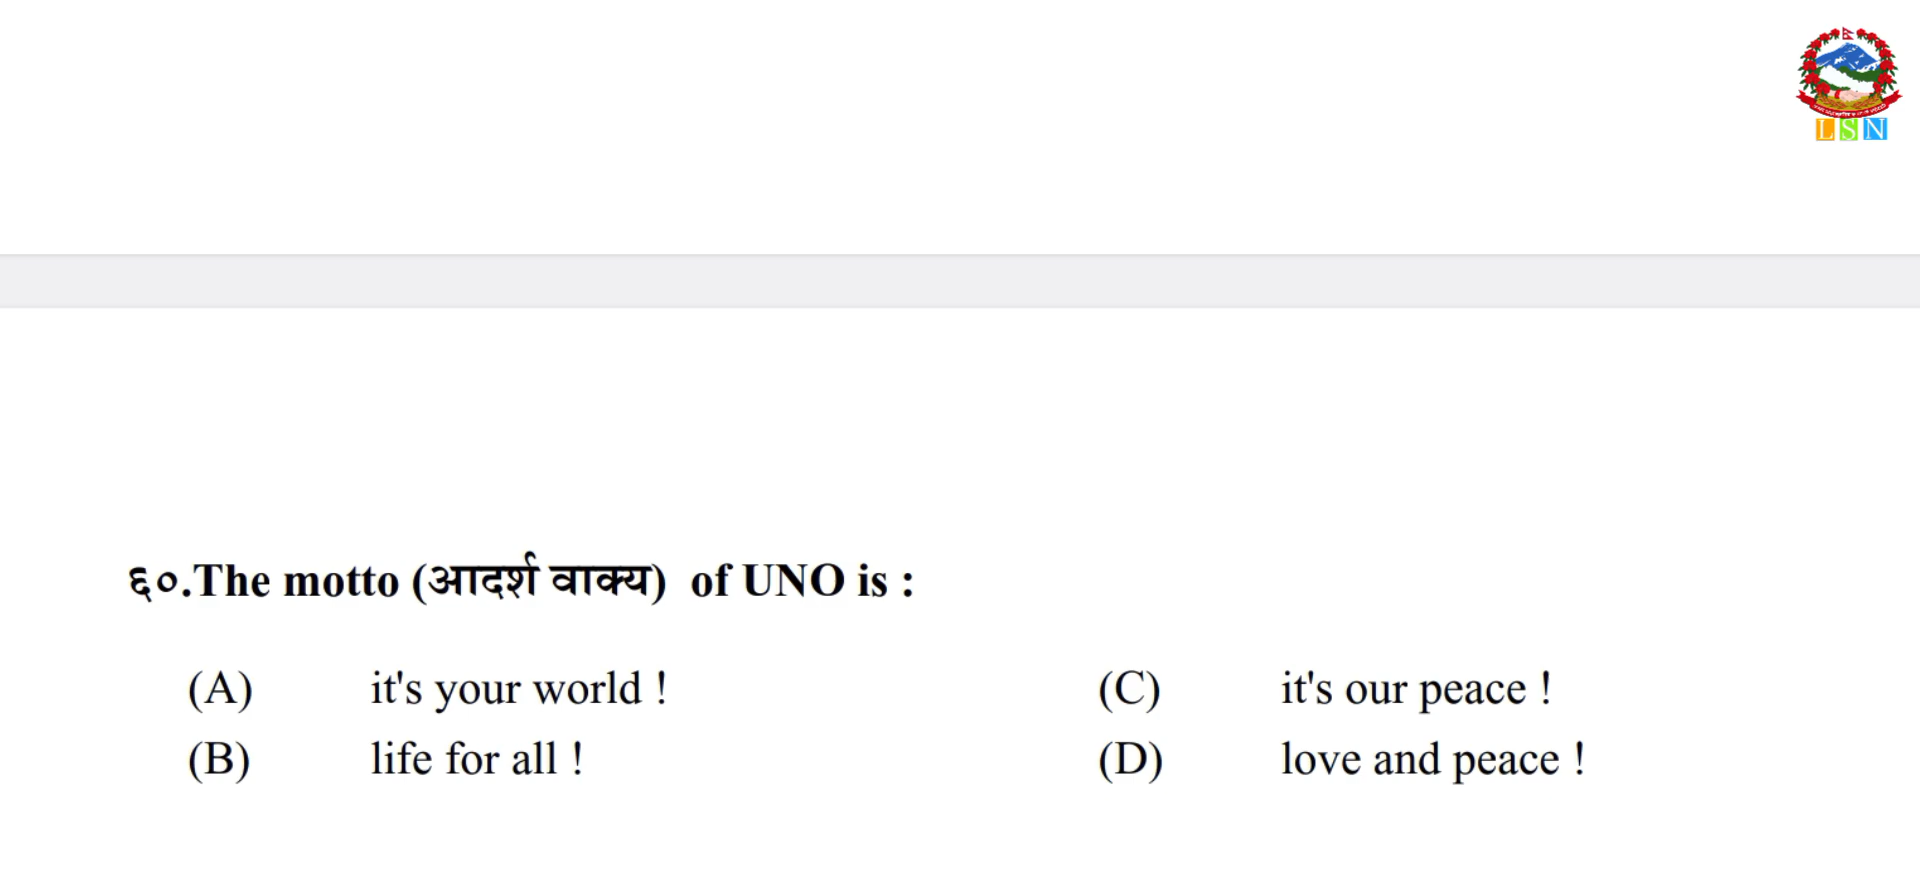 L S N
६०.The motto (आदर्श वाक्य) of UNO is :
(A) it's your world !
(C) it's our peace !
(B) life for all !
(D) love and peace !